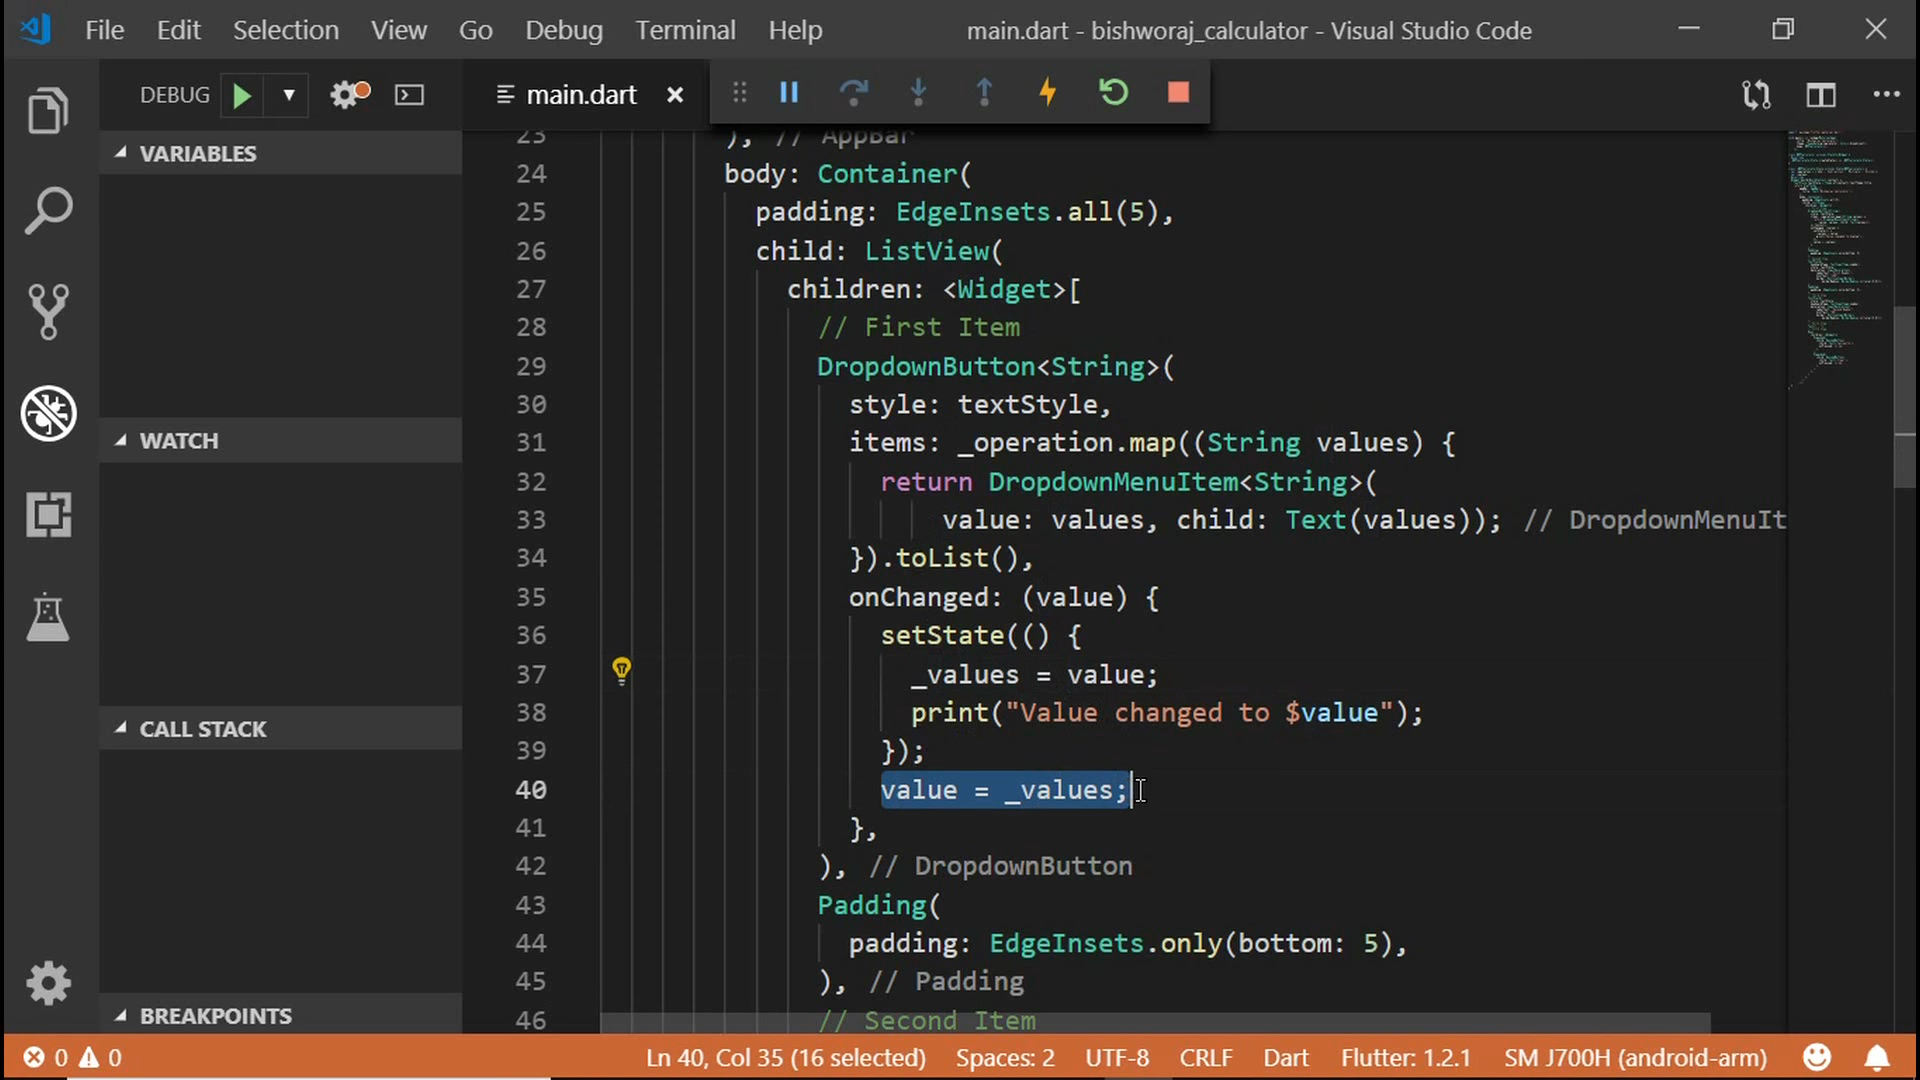 File Edit Selection View Go Debug Terminal Help main.dart - bishworaj_calculator - Visual Studio Code
DEBUG main.dart
VARIABLES
WATCH
CALL STACK
BREAKPOINTS
23 ), // AppBar
24 body: Container(
25 padding: EdgeInsets.all(5),
26 child: ListView(
27 children: <Widget>[
28 // First Item
29 DropdownButton<String>(
30 style: textStyle,
31 items: _operation.map((String values) {
32 return DropdownMenuItem<String>(
33 value: values, child: Text(values)); // DropdownMenuIt
34 }).toList(),
35 onChanged: (value) {
36 setState(() {
37 _values = value;
38 print("Value changed to $value");
39 });
40 value = _values;
41 },
42 ), // DropdownButton
43 Padding(
44 padding: EdgeInsets.only(bottom: 5),
45 ), // Padding
46 // Second Item
0 0 Ln 40, Col 35 (16 selected) Spaces: 2 UTF-8 CRLF Dart Flutter: 1.2.1 SM J700H (android-arm)